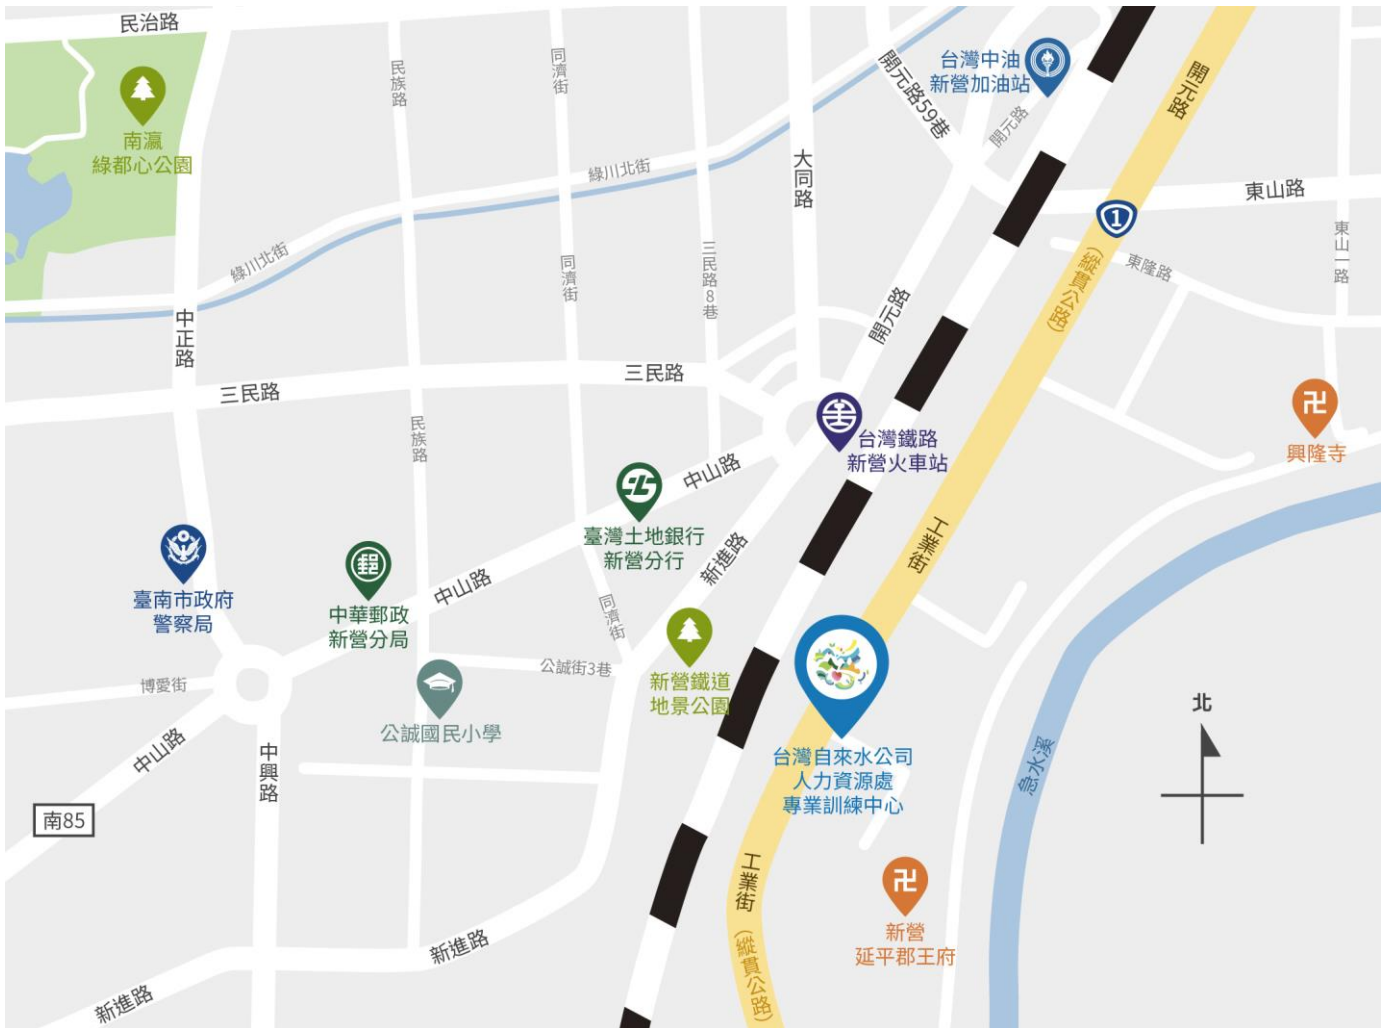 民治路
同濟街
民族路
開元路59巷
台灣中油
新營加油站
開元路
開元路
南瀛
綠都心公園
綠川北街
大同路
東山路
1
綠川北街
同濟街
三民路8巷
東山一路
東隆路
(縱貫公路)
中正路
開元路
三民路
三民路
民族路
台灣鐵路
新營火車站
卍
興隆寺
中山路
臺灣土地銀行
新營分行
工業街
新進路
臺南市政府
警察局
郵
中華郵政
新營分局
中山路
同濟街
公誠街3巷
博愛街
新營鐵道
地景公園
公誠國民小學
北
中山路
中興路
台灣自來水公司
人力資源處
專業訓練中心
急水溪
南85
工業街
(縱貫公路)
卍
新營
延平郡王府
新進路
新進路